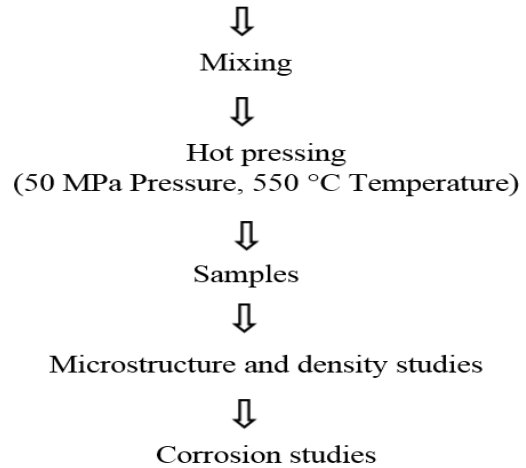 Mixing
Hot pressing
(50 MPa Pressure, 550 °C Temperature)
Samples
Microstructure and density studies
Corrosion studies